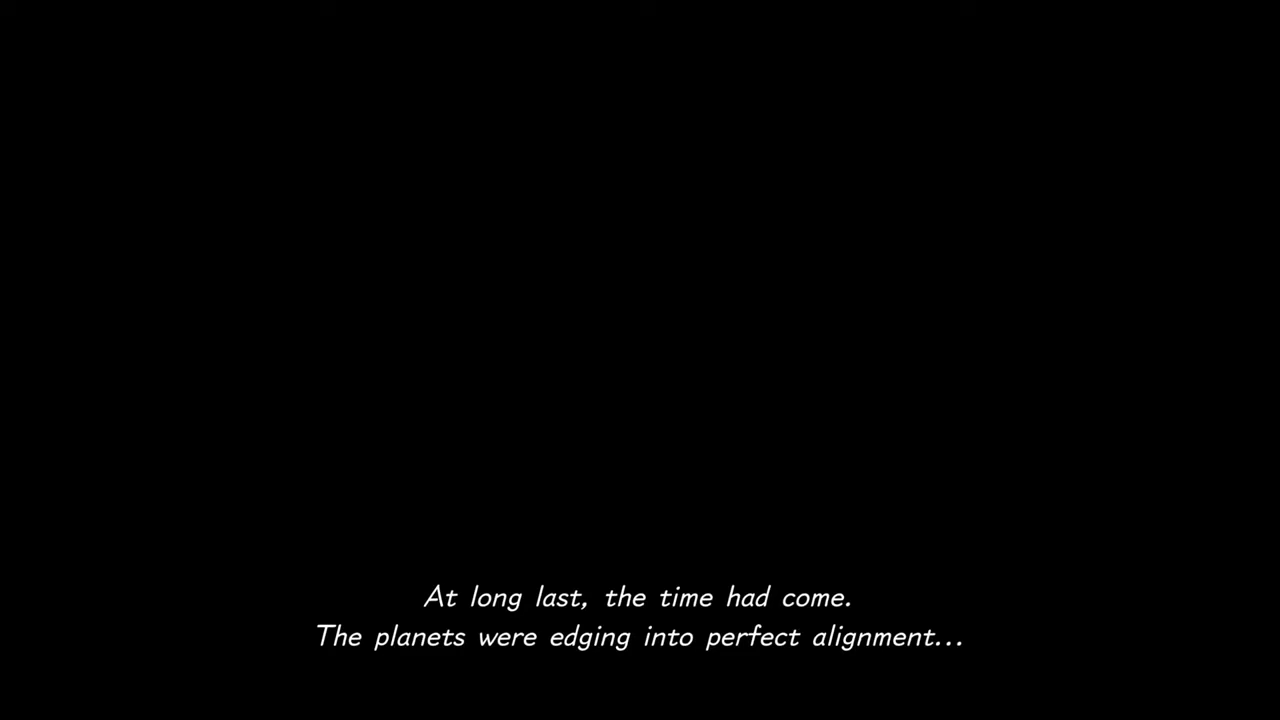 At long last, the time had come.
The planets were edging into perfect alignment...